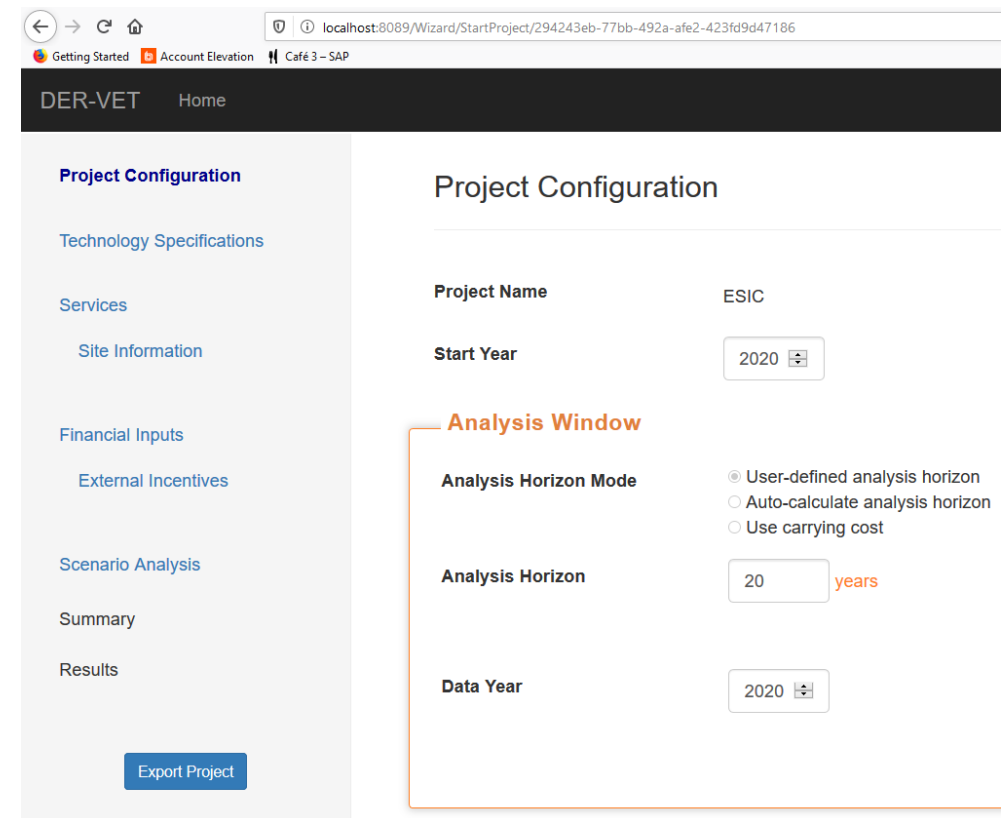 localhost:8089/Wizard/StartProject/294243eb-77bb-492a-afe2-423fd9d47186
Getting Started Account Elevation Café 3 – SAP
DER-VET Home
Project Configuration
Technology Specifications
Services
Site Information
Financial Inputs
External Incentives
Scenario Analysis
Summary
Results
Export Project
Project Configuration
Project Name ESIC
Start Year 2020
Analysis Window
Analysis Horizon Mode User-defined analysis horizon
Auto-calculate analysis horizon
Use carrying cost
Analysis Horizon 20 years
Data Year 2020